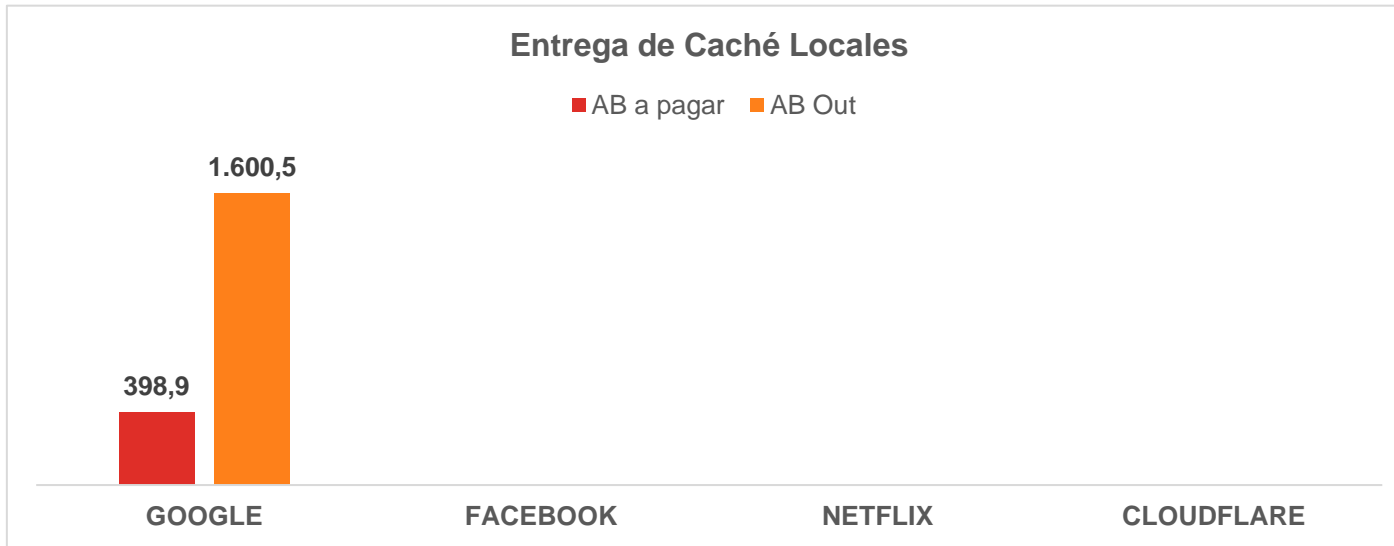 Entrega de Caché Locales
AB a pagar AB Out
1.600,5
398,9
GOOGLE FACEBOOK NETFLIX CLOUDFLARE